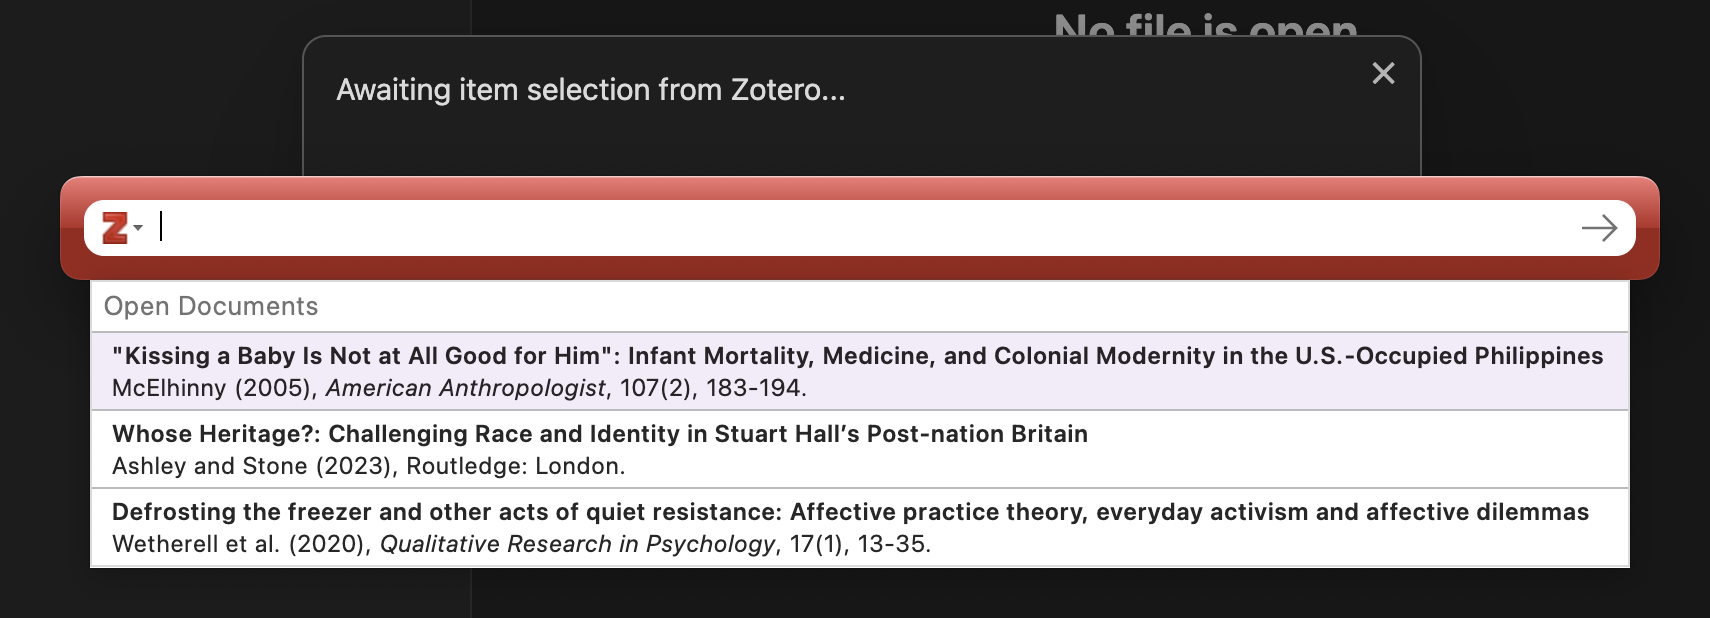 No file is open
Awaiting item selection from Zotero...
Z
Open Documents
"Kissing a Baby Is Not at All Good for Him": Infant Mortality, Medicine, and Colonial Modernity in the U.S.-Occupied Philippines
McElhinny (2005), American Anthropologist, 107(2), 183-194.
Whose Heritage?: Challenging Race and Identity in Stuart Hall’s Post-nation Britain
Ashley and Stone (2023), Routledge: London.
Defrosting the freezer and other acts of quiet resistance: Affective practice theory, everyday activism and affective dilemmas
Wetherell et al. (2020), Qualitative Research in Psychology, 17(1), 13-35.